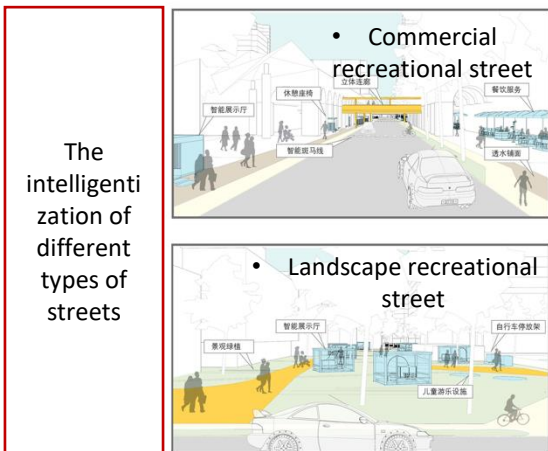 The
intelligenti
zation of
different
types of
streets
• Commercial
recreational street
立体连廊
休憩座椅
餐饮服务
智能展示厅
智能斑马线
透水铺面
• Landscape recreational
street
智能展示厅
自行车停放架
景观绿植
儿童游乐设施